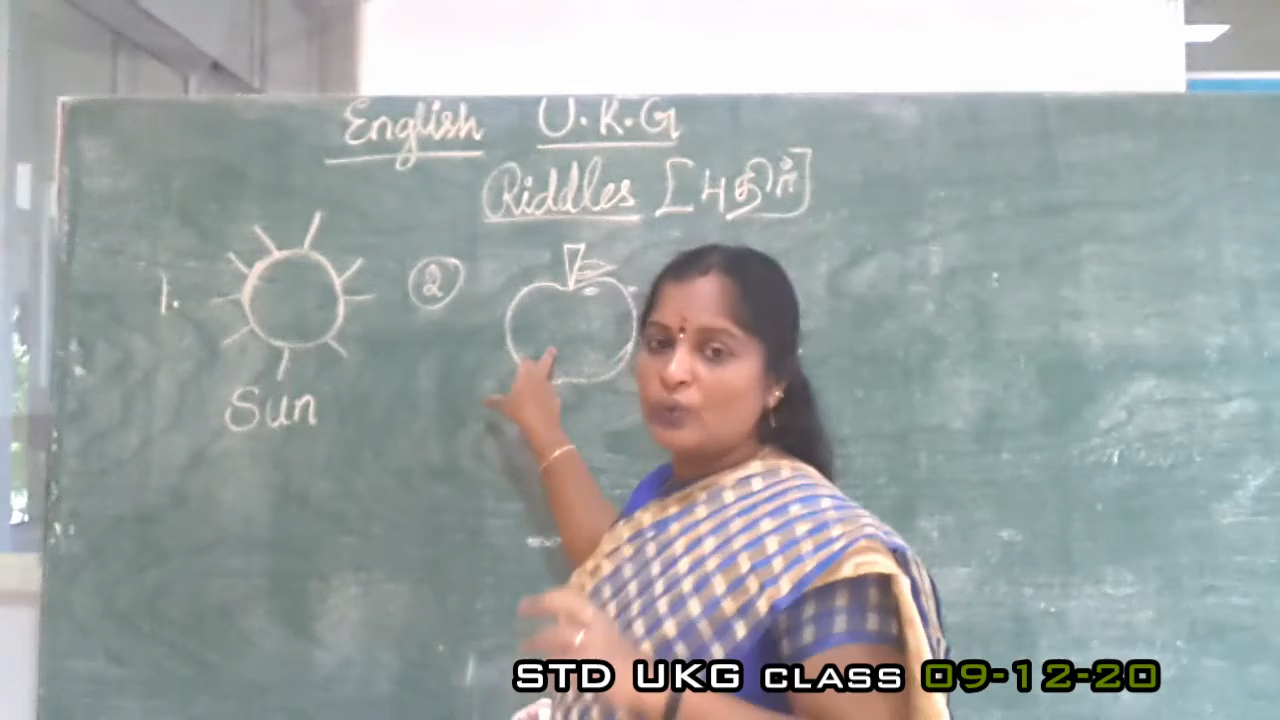 English U.K.G
Riddles [புதிர்]
1.
②
Sun
STD UKG CLASS 09-12-20